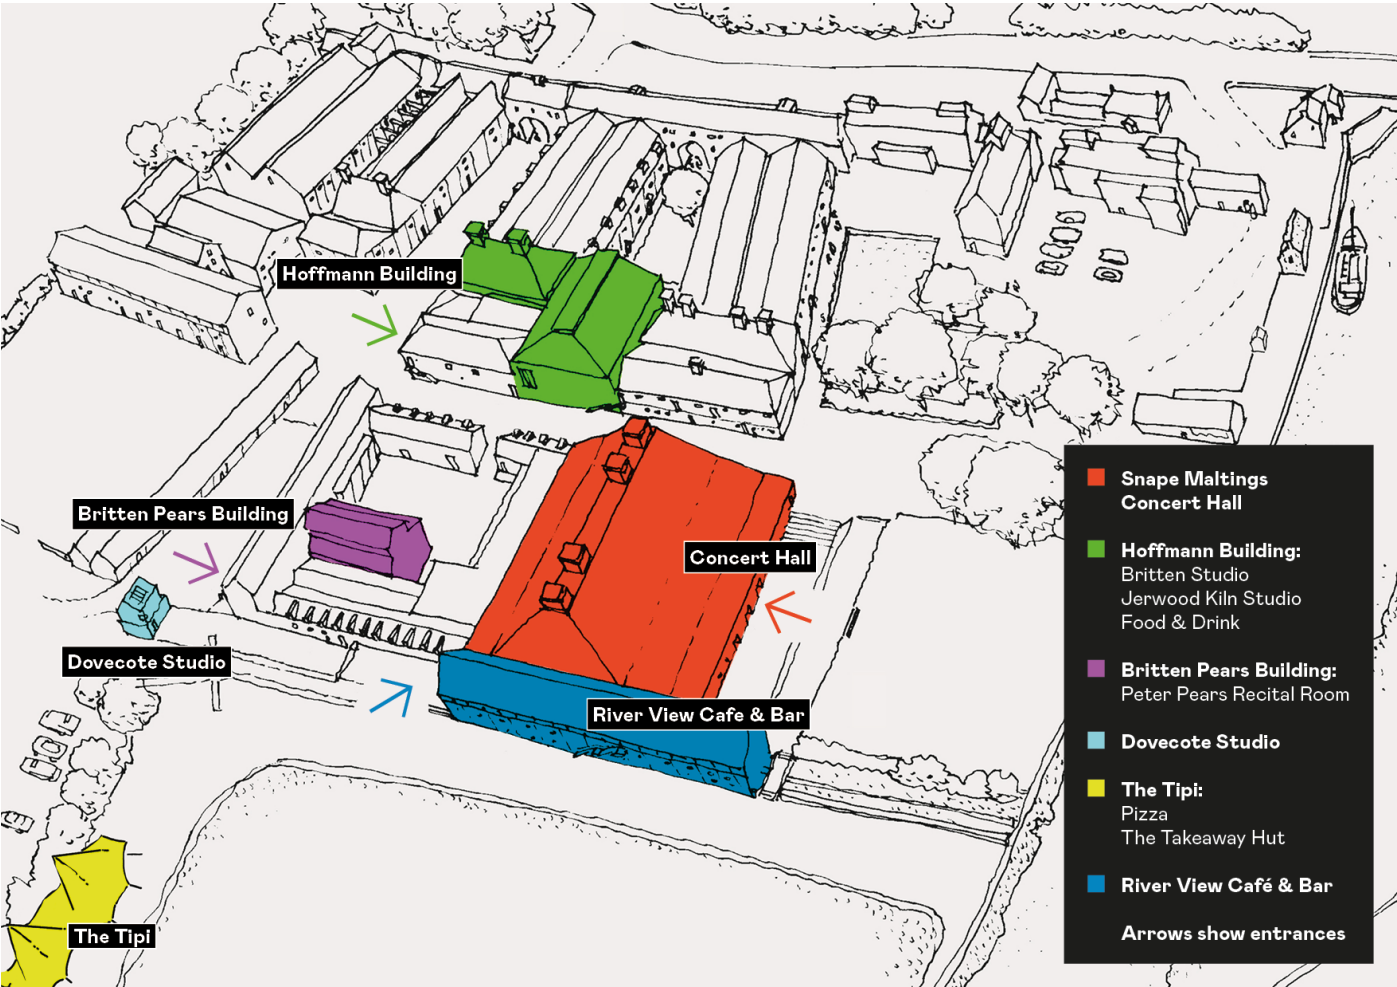 Hoffmann Building
Britten Pears Building
Concert Hall
Dovecote Studio
River View Cafe & Bar
The Tipi
Snape Maltings
Concert Hall
Hoffmann Building:
Britten Studio
Jerwood Kiln Studio
Food & Drink
Britten Pears Building:
Peter Pears Recital Room
Dovecote Studio
The Tipi:
Pizza
The Takeaway Hut
River View Café & Bar
Arrows show entrances